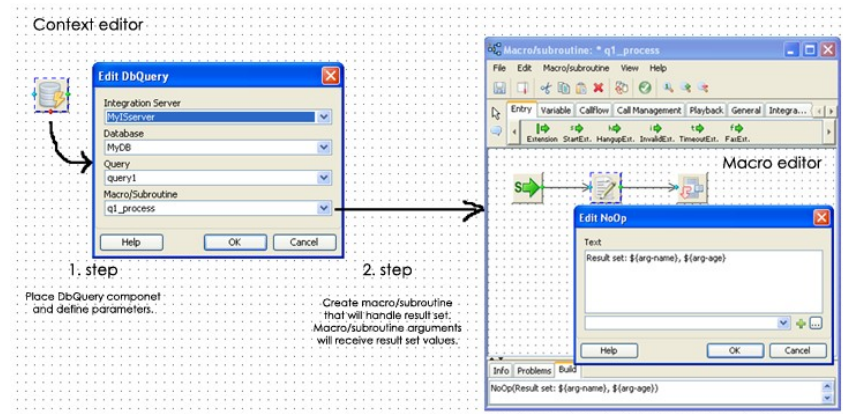 Context editor
Edit DbQuery
Integration Server
MyISserver
Database
MyDB
Query
query1
Macro/Subroutine
q1_process
Help
OK
Cancel
1. step
Place DbQuery componet
and define parameters.
2. step
Create macro/subroutine
that will handle result set.
Macro/subroutine arguments
will receive result set values.
Macro/subroutine: * q1_process
File Edit Macro/subroutine View Help
Entry Variable Callflow Call Management Playback General Integra...
Extension StartExt. HangupExt. InvalidExt. TimeoutExt. FaxExt.
Macro editor
S
Edit NoOp
Text
Result set: ${arg-name}, ${arg-age}
Help
OK
Cancel
Info Problems Build
NoOp(Result set: ${arg-name}, ${arg-age})